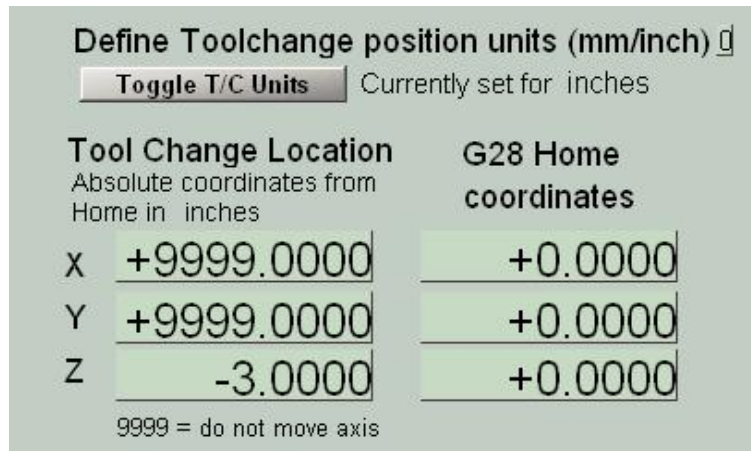 Define Toolchange position units (mm/inch) 0
Toggle T/C Units Currently set for inches
Tool Change Location
Absolute coordinates from
Home in inches
G28 Home
coordinates
X +9999.0000 +0.0000
Y +9999.0000 +0.0000
Z -3.0000 +0.0000
9999 = do not move axis